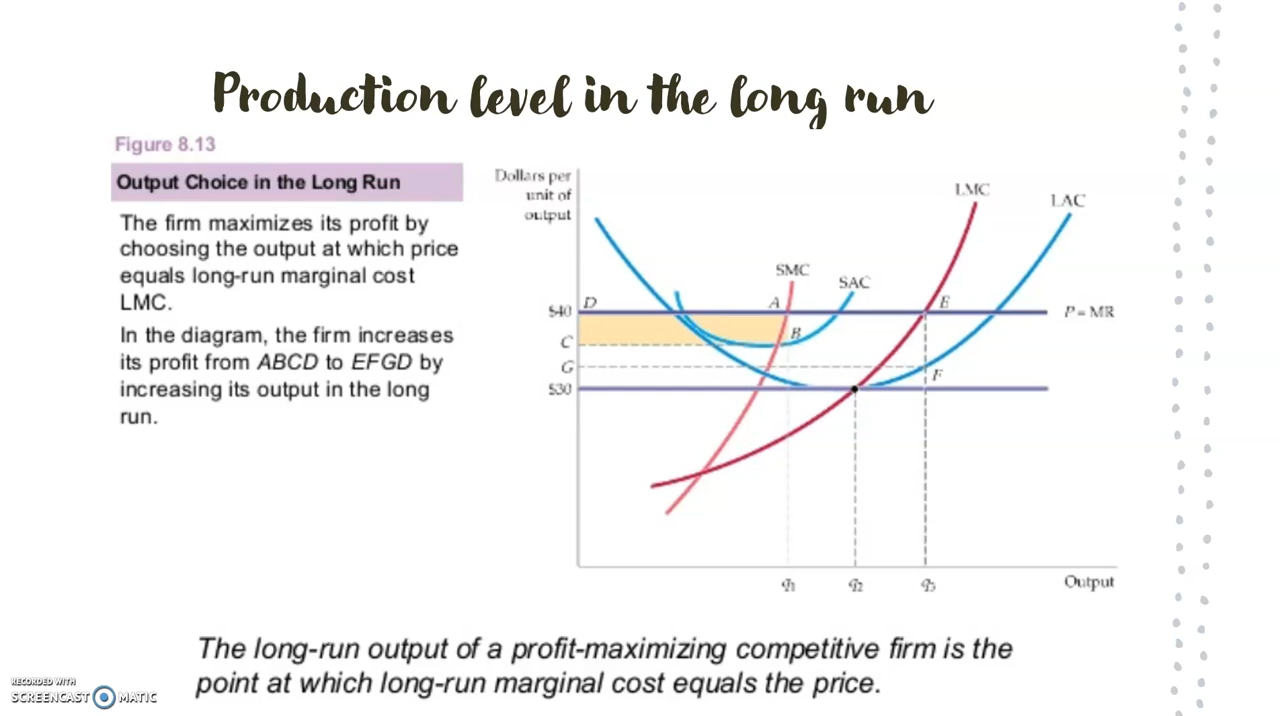 Production level in the long run
Figure 8.13
Output Choice in the Long Run
The firm maximizes its profit by
choosing the output at which price
equals long-run marginal cost
LMC.
In the diagram, the firm increases
its profit from ABCD to EFGD by
increasing its output in the long
run.
Dollars per
unit of
output
LMC
LAC
SMC
SAC
$40
D
A
E
P = MR
C
B
G
F
$30
q1
q2
q3
Output
The long-run output of a profit-maximizing competitive firm is the
point at which long-run marginal cost equals the price.
RECORDED WITH
SCREENCAST MATIC